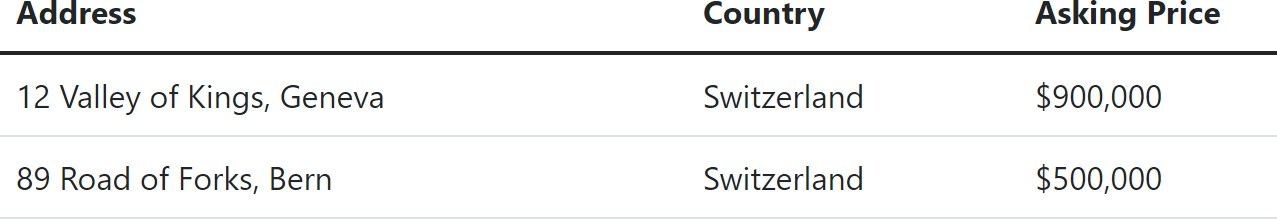 Address Country Asking Price
12 Valley of Kings, Geneva Switzerland $900,000
89 Road of Forks, Bern Switzerland $500,000